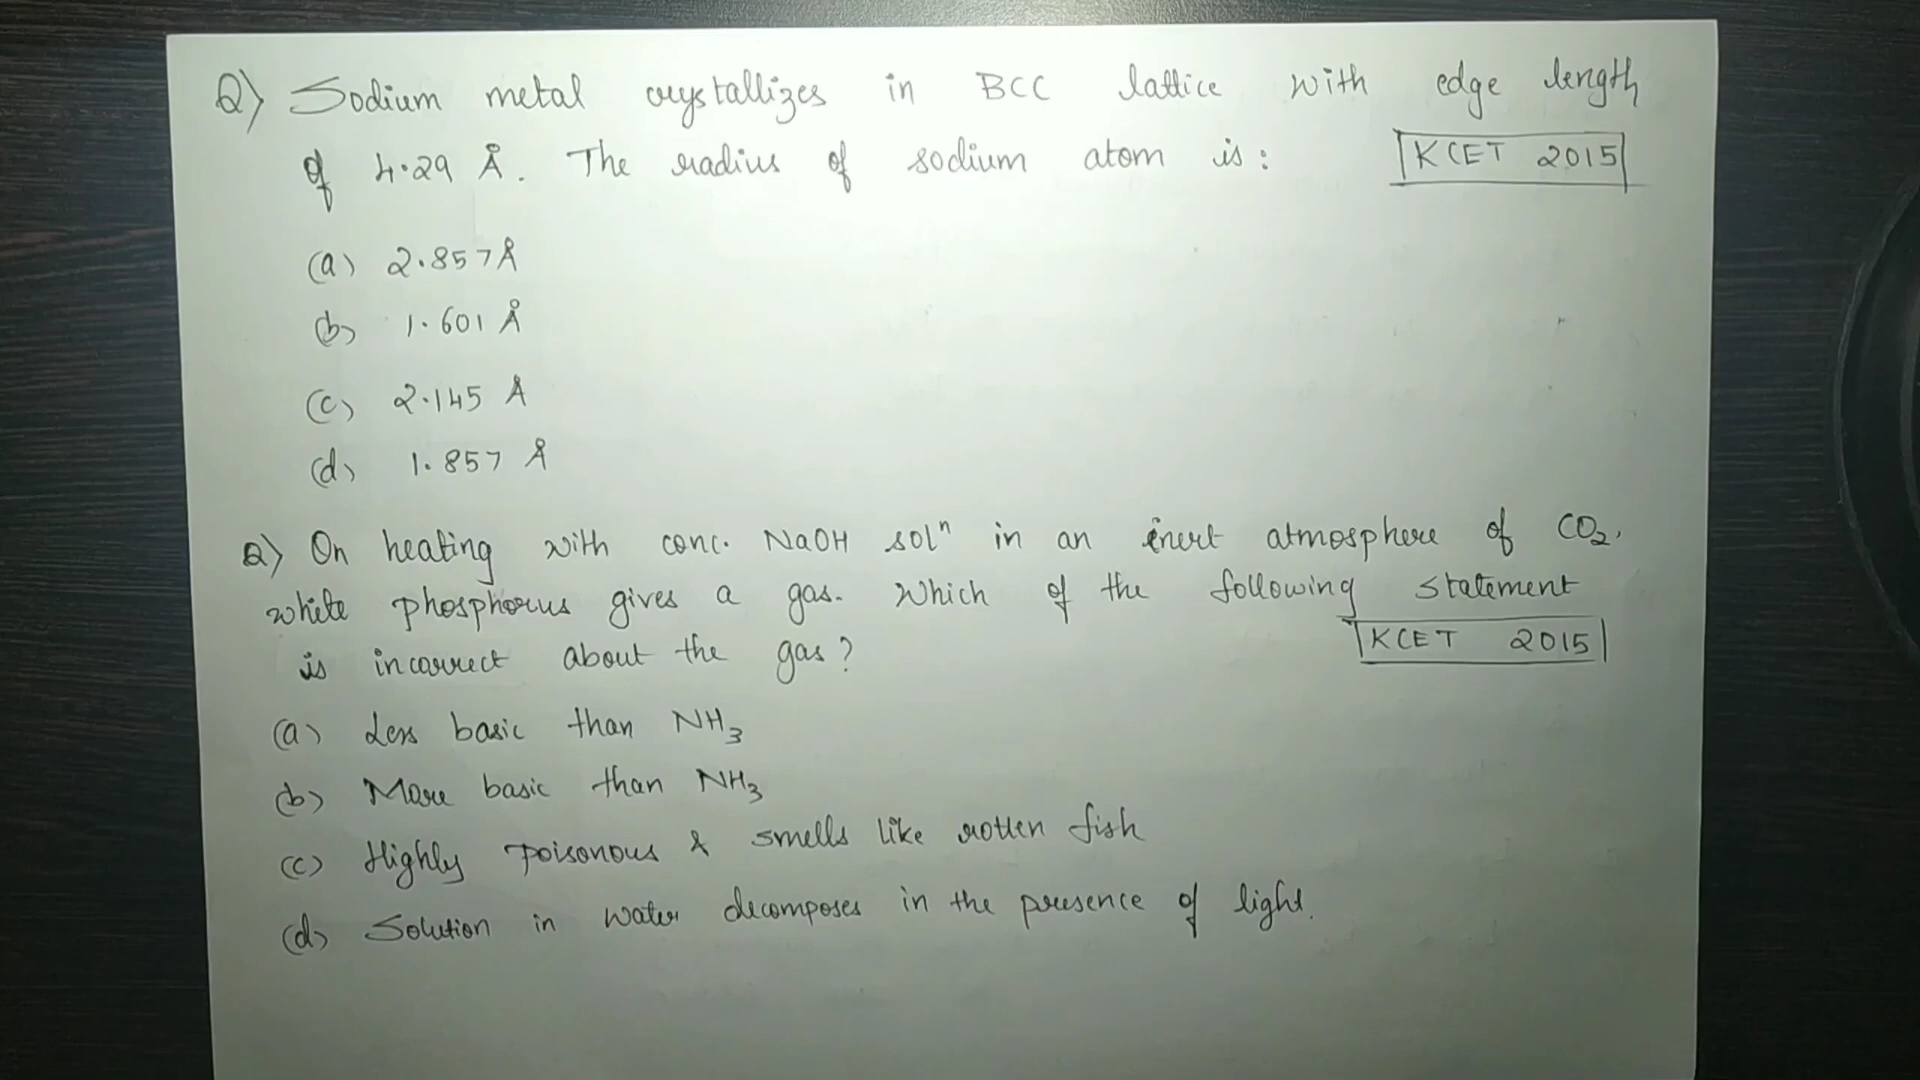 Q) Sodium metal crystallizes in BCC lattice with edge length
of 4.29 Å. The radius of sodium atom is : KCET 2015
(a) 2.857 Å
(b) 1.601 Å
(c) 2.145 Å
(d) 1.857 Å
Q) On heating with conc. NaOH solⁿ in an inert atmosphere of CO₂,
white phosphorus gives a gas. Which of the following statement
is incorrect about the gas? KCET 2015
(a) Less basic than NH₃
(b) More basic than NH₃
(c) Highly poisonous & smells like rotten fish
(d) Solution in water decomposes in the presence of light.